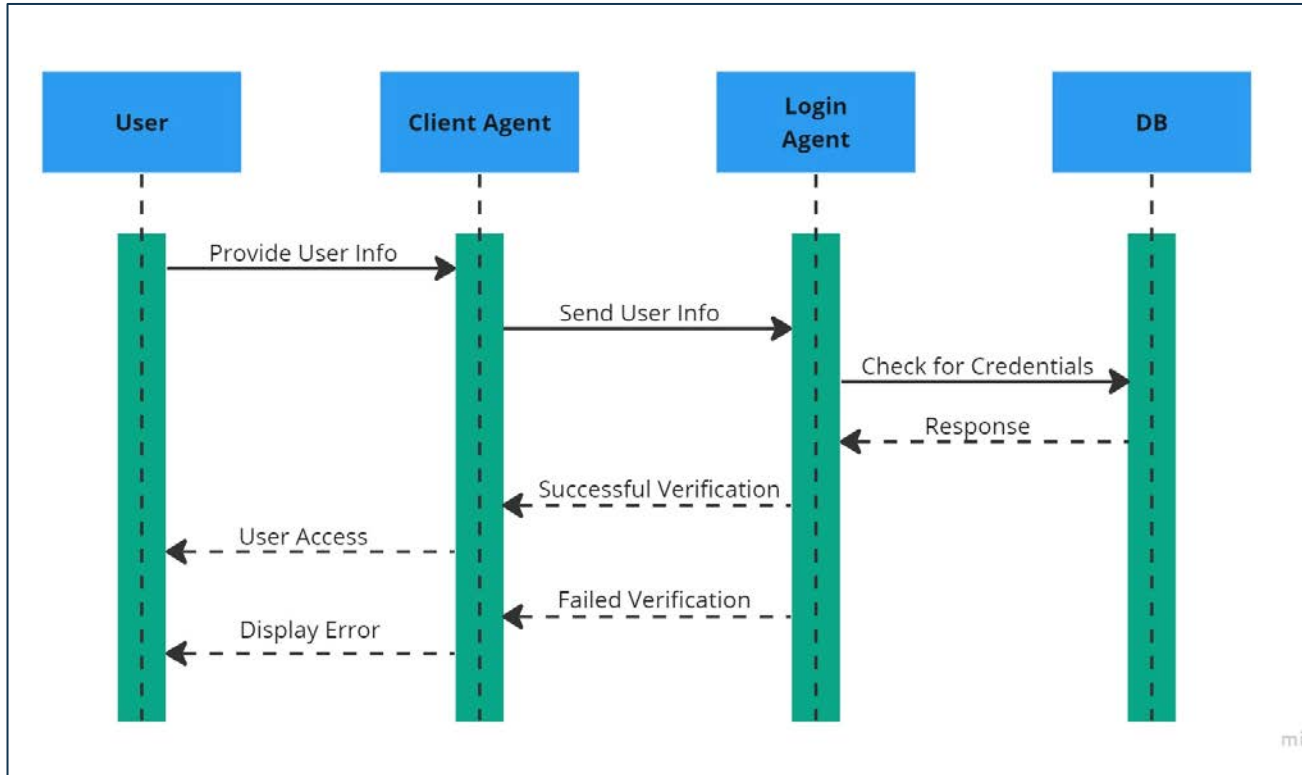 User
Client Agent
Login
Agent
DB
Provide User Info
Send User Info
Check for Credentials
Response
Successful Verification
User Access
Failed Verification
Display Error
mi